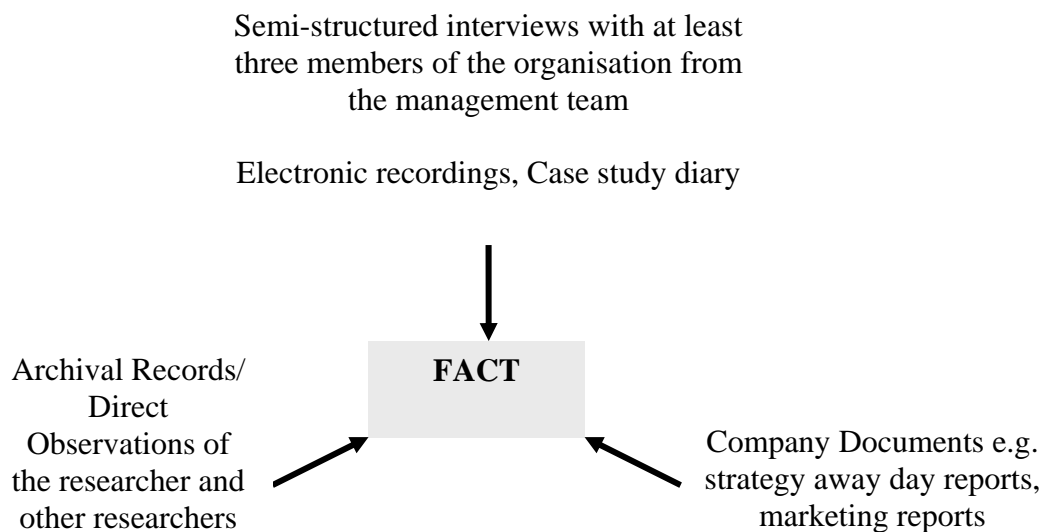 Semi-structured interviews with at least
three members of the organisation from
the management team
Electronic recordings, Case study diary
FACT
Archival Records/
Direct
Observations of
the researcher and
other researchers
Company Documents e.g.
strategy away day reports,
marketing reports